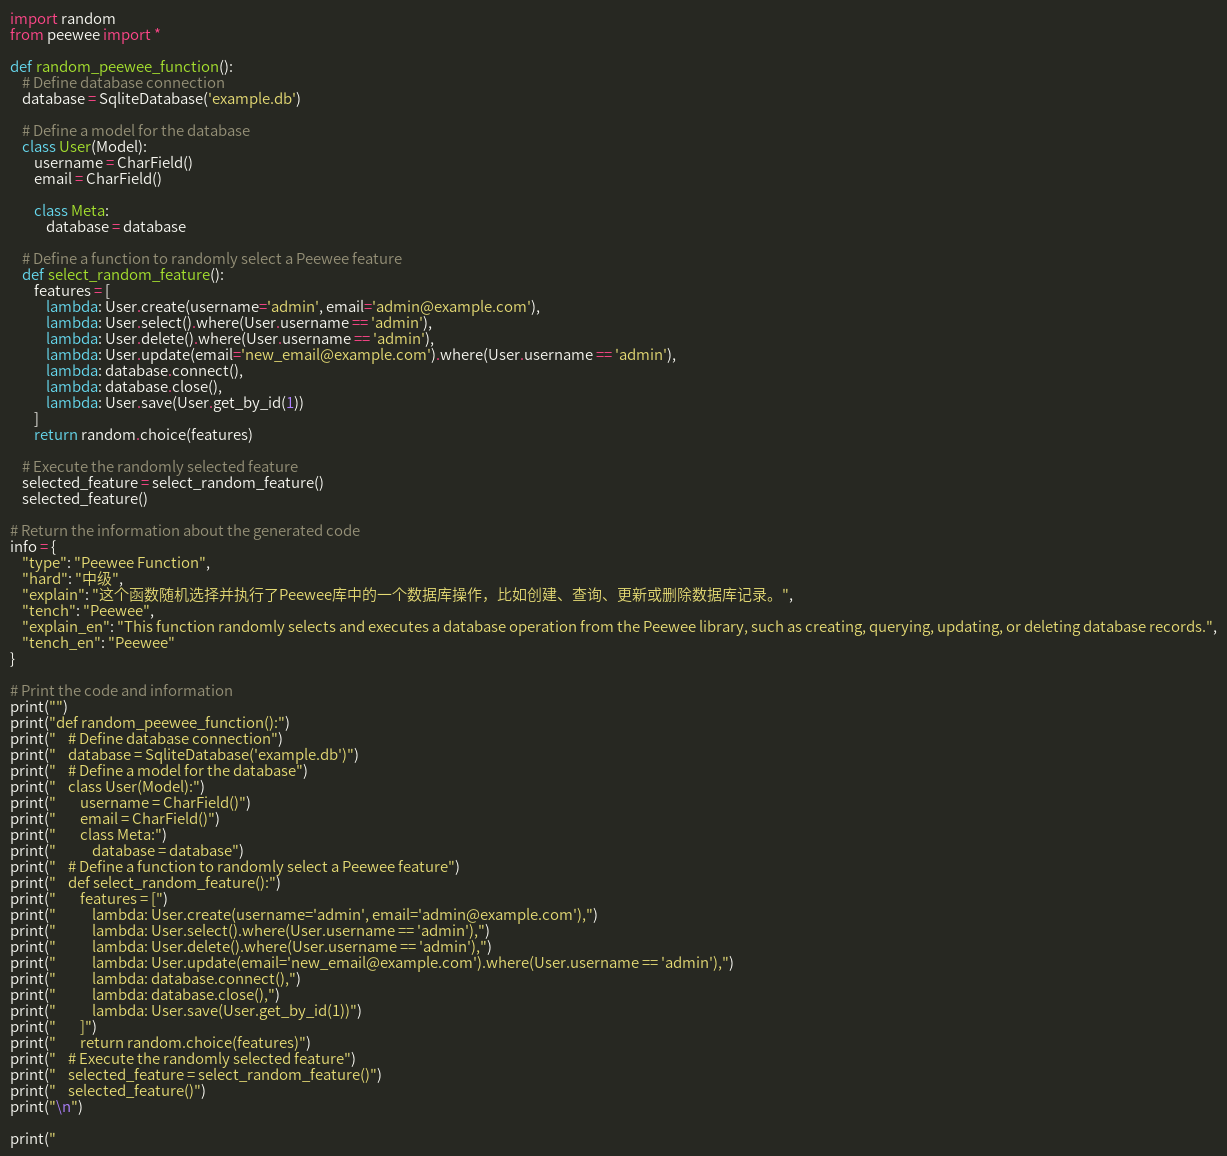 import random
from peewee import *

def random_peewee_function():
    # Define database connection
    database = SqliteDatabase('example.db')

    # Define a model for the database
    class User(Model):
        username = CharField()
        email = CharField()

        class Meta:
            database = database

    # Define a function to randomly select a Peewee feature
    def select_random_feature():
        features = [
            lambda: User.create(username='admin', email='admin@example.com'),
            lambda: User.select().where(User.username == 'admin'),
            lambda: User.delete().where(User.username == 'admin'),
            lambda: User.update(email='new_email@example.com').where(User.username == 'admin'),
            lambda: database.connect(),
            lambda: database.close(),
            lambda: User.save(User.get_by_id(1))
        ]
        return random.choice(features)

    # Execute the randomly selected feature
    selected_feature = select_random_feature()
    selected_feature()

# Return the information about the generated code
info = {
    "type": "Peewee Function",
    "hard": "中级",
    "explain": "这个函数随机选择并执行了Peewee库中的一个数据库操作，比如创建、查询、更新或删除数据库记录。",
    "tench": "Peewee",
    "explain_en": "This function randomly selects and executes a database operation from the Peewee library, such as creating, querying, updating, or deleting database records.",
    "tench_en": "Peewee"
}

# Print the code and information
print("")
print("def random_peewee_function():")
print("    # Define database connection")
print("    database = SqliteDatabase('example.db')")
print("    # Define a model for the database")
print("    class User(Model):")
print("        username = CharField()")
print("        email = CharField()")
print("        class Meta:")
print("            database = database")
print("    # Define a function to randomly select a Peewee feature")
print("    def select_random_feature():")
print("        features = [")
print("            lambda: User.create(username='admin', email='admin@example.com'),")
print("            lambda: User.select().where(User.username == 'admin'),")
print("            lambda: User.delete().where(User.username == 'admin'),")
print("            lambda: User.update(email='new_email@example.com').where(User.username == 'admin'),")
print("            lambda: database.connect(),")
print("            lambda: database.close(),")
print("            lambda: User.save(User.get_by_id(1))")
print("        ]")
print("        return random.choice(features)")
print("    # Execute the randomly selected feature")
print("    selected_feature = select_random_feature()")
print("    selected_feature()")
print("\n")

print("